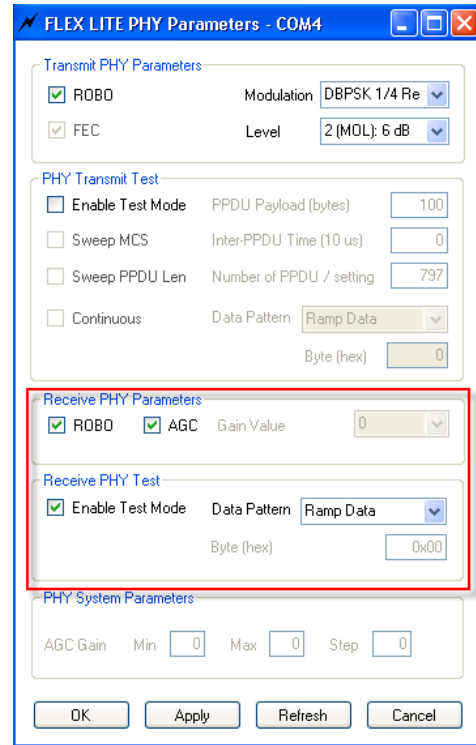 FLEX LITE PHY Parameters - COM4
Transmit PHY Parameters
ROBO Modulation DBPSK 1/4 Re
FEC Level 2 (MOL): 6 dB
PHY Transmit Test
Enable Test Mode PPDU Payload (bytes) 100
Sweep MCS Inter-PPDU Time (10 us) 0
Sweep PPDU Len Number of PPDU / setting 797
Continuous Data Pattern Ramp Data
Byte (hex) 0
Receive PHY Parameters
ROBO AGC Gain Value 0
Receive PHY Test
Enable Test Mode Data Pattern Ramp Data
Byte (hex) 0x00
PHY System Parameters
AGC Gain Min 0 Max 0 Step 0
OK Apply Refresh Cancel